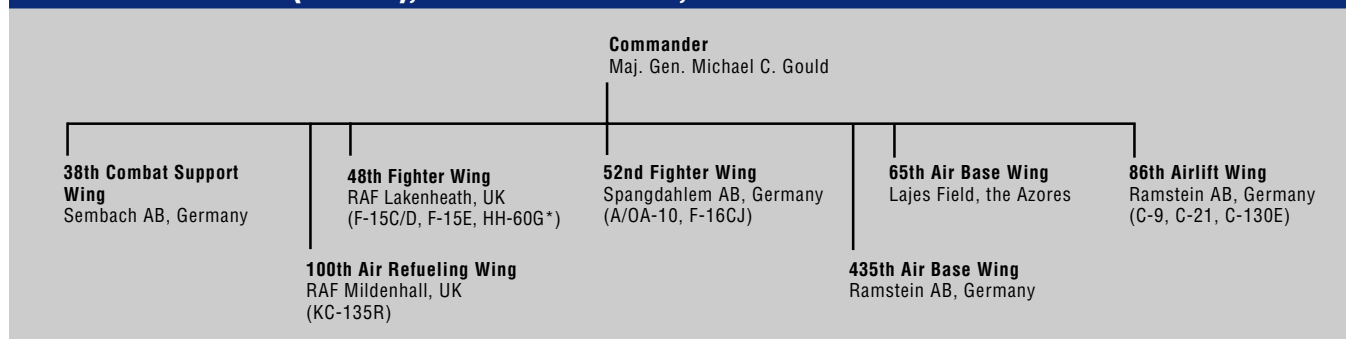 Commander
Maj. Gen. Michael C. Gould
38th Combat Support
Wing
Sembach AB, Germany
48th Fighter Wing
RAF Lakenheath, UK
(F-15C/D, F-15E, HH-60G*)
52nd Fighter Wing
Spangdahlem AB, Germany
(A/OA-10, F-16CJ)
65th Air Base Wing
Lajes Field, the Azores
86th Airlift Wing
Ramstein AB, Germany
(C-9, C-21, C-130E)
100th Air Refueling Wing
RAF Mildenhall, UK
(KC-135R)
435th Air Base Wing
Ramstein AB, Germany